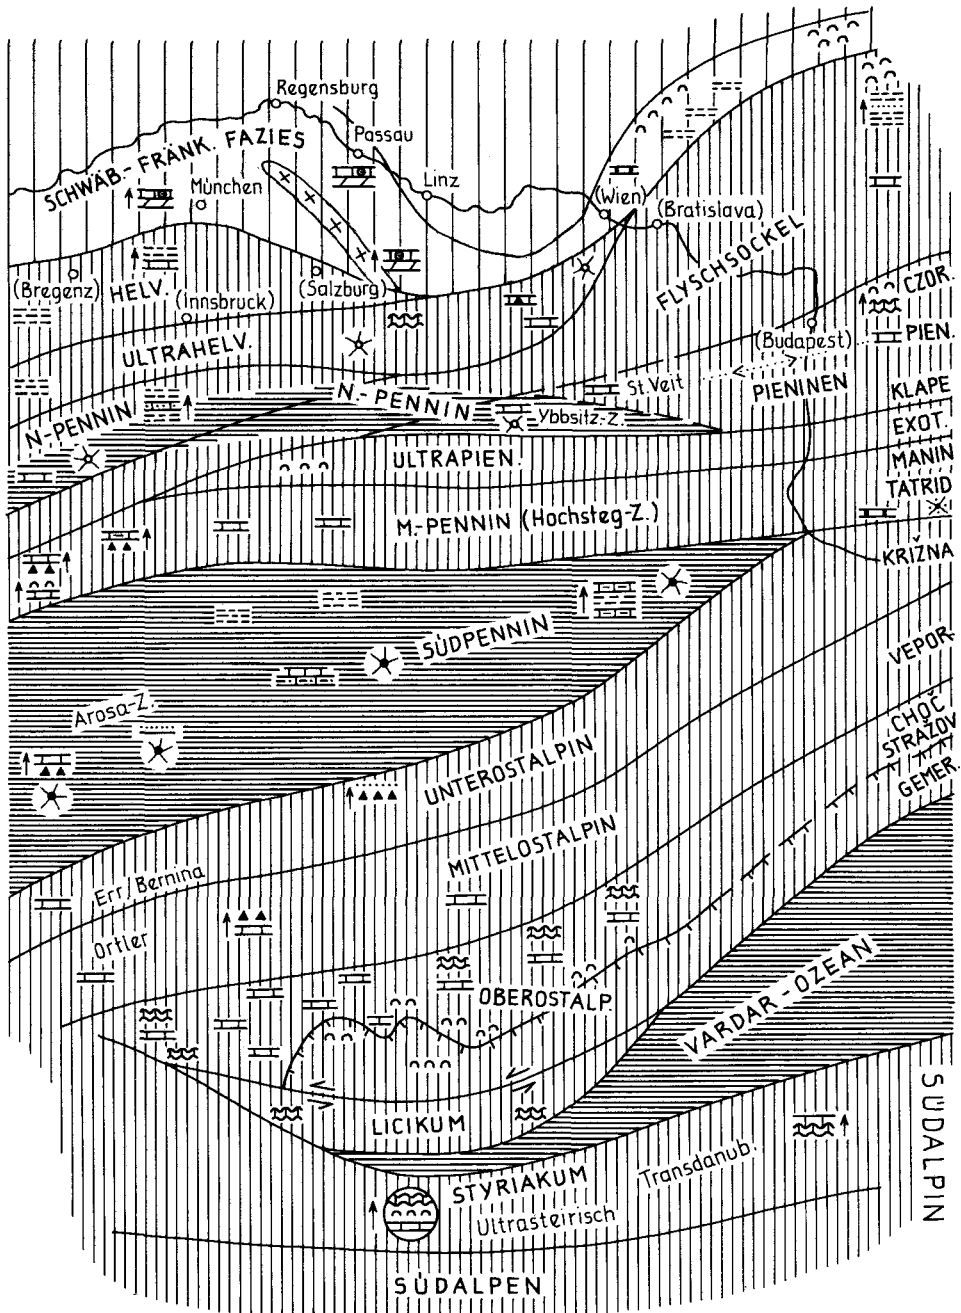 Regensburg
Passau
SCHWÄB.- FRÄNK. FAZIES
München
Linz
(Wien)
(Bratislava)
(Bregenz)
HELV.
(Innsbruck)
(Salzburg)
FLYSCHSOCKEL
CZOR.
ULTRAHELV.
(Budapest)
PIEN.
St. Veit
PIENINEN
KLAPE
N-PENNIN
N.-PENNIN
Ybbsitz-Z.
EXOT.
ULTRAPIEN.
MANIN
TATRID
M.-PENNIN (Hochsteg-Z.)
KRIŽNA
SÜDPENNIN
VEPOR.
Arosa-Z.
CHOČ
STRAŽOV
UNTEROSTALPIN
GEMER.
MITTELOSTALPIN
Err/Bernina
Ortler
OBEROSTALP.
VARDAR-OZEAN
LICIKUM
SÜDALPIN
STYRIAKUM
Transdanub.
Ultrasteirisch
SÜDALPEN